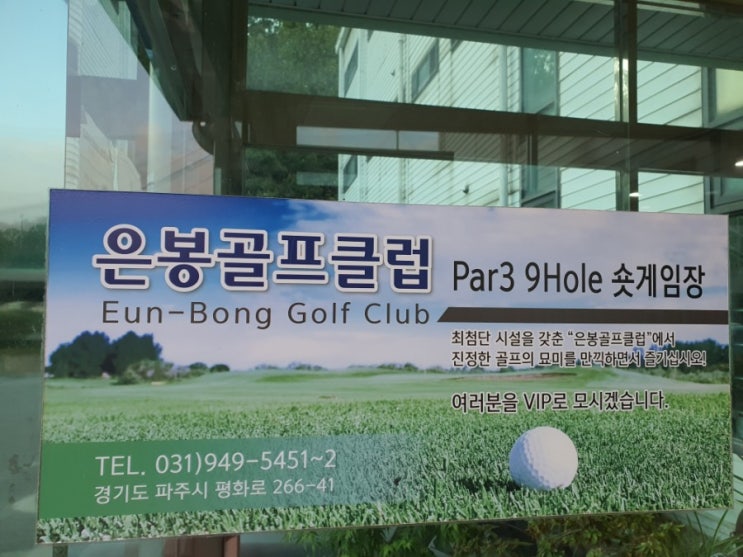 은봉골프클럽 Par3 9Hole 숏게임장
Eun-Bong Golf Club
최첨단 시설을 갖춘 "은봉골프클럽"에서
진정한 골프의 묘미를 만끽하면서 즐기십시오!
여러분을 VIP로 모시겠습니다.
TEL. 031)949-5451~2
경기도 파주시 평화로 266-41